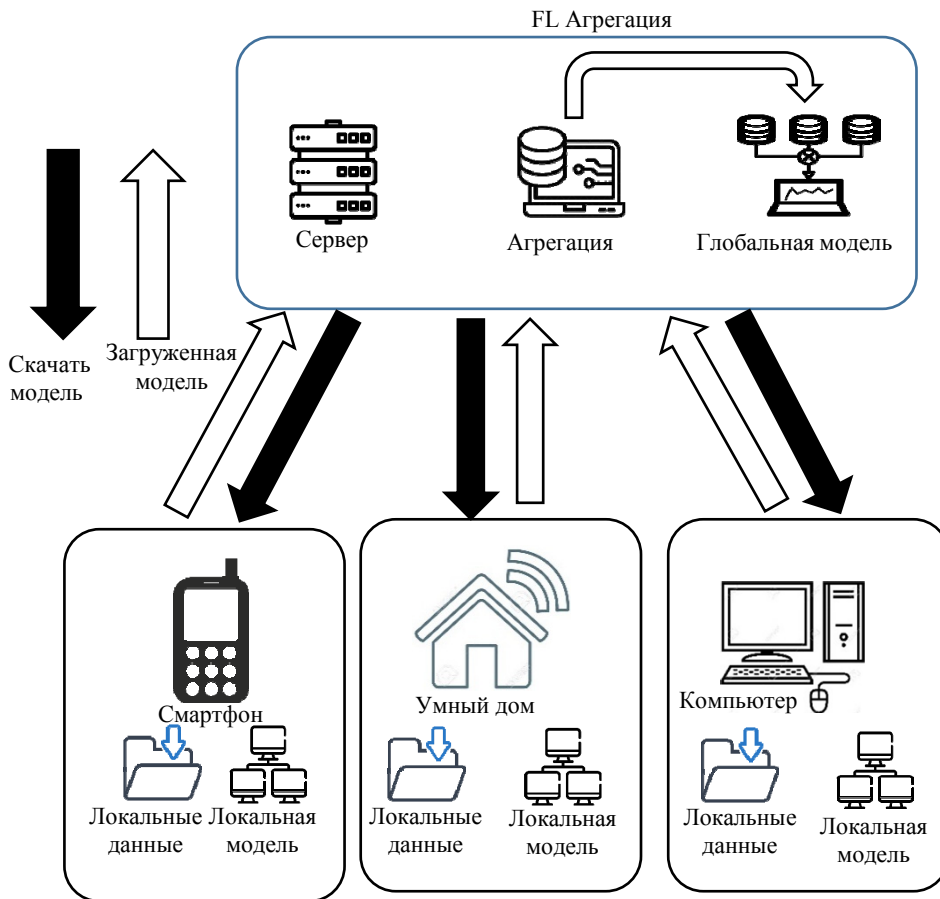 FL Агрегация
Сервер
Агрегация
Глобальная модель
Скачать
модель
Загруженная
модель
Смартфон
Локальные
данные
Локальная
модель
Умный дом
Локальные
данные
Локальная
модель
Компьютер
Локальные
данные
Локальная
модель